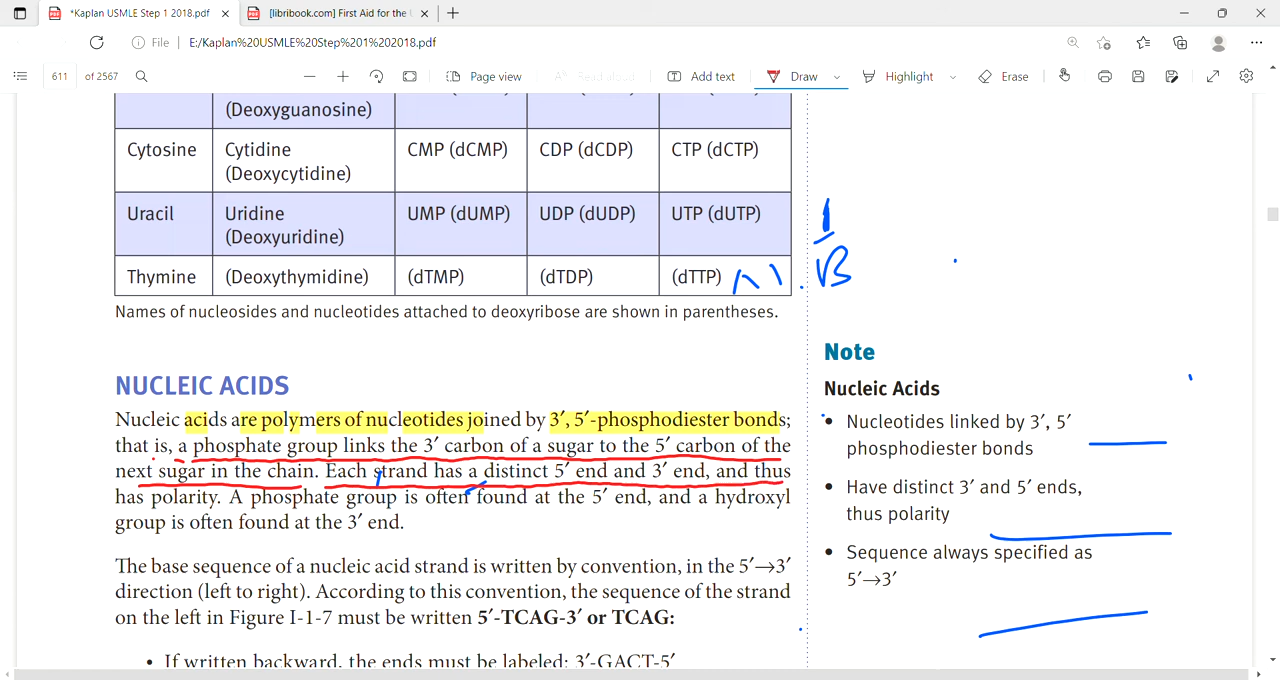 *Kaplan USMLE Step 1 2018.pdf
[libribook.com] First Aid for the
File | E:/Kaplan%20USMLE%20Step%201%202018.pdf
611 of 2567 Page view Read aloud Add text Draw Highlight Erase
(Deoxyguanosine)
Cytosine Cytidine CMP (dCMP) CDP (dCDP) CTP (dCTP)
(Deoxycytidine)
Uracil Uridine UMP (dUMP) UDP (dUDP) UTP (dUTP)
(Deoxyuridine)
Thymine (Deoxythymidine) (dTMP) (dTDP) (dTTP)
Names of nucleosides and nucleotides attached to deoxyribose are shown in parentheses.
NUCLEIC ACIDS
Nucleic acids are polymers of nucleotides joined by 3′, 5′-phosphodiester bonds;
that is, a phosphate group links the 3′ carbon of a sugar to the 5′ carbon of the
next sugar in the chain. Each strand has a distinct 5′ end and 3′ end, and thus
has polarity. A phosphate group is often found at the 5′ end, and a hydroxyl
group is often found at the 3′ end.
The base sequence of a nucleic acid strand is written by convention, in the 5′→3′
direction (left to right). According to this convention, the sequence of the strand
on the left in Figure I-1-7 must be written 5′-TCAG-3′ or TCAG:
• If written backward, the ends must be labeled: 3′-GACT-5′
Note
Nucleic Acids
• Nucleotides linked by 3′, 5′
phosphodiester bonds
• Have distinct 3′ and 5′ ends,
thus polarity
• Sequence always specified as
5′→3′